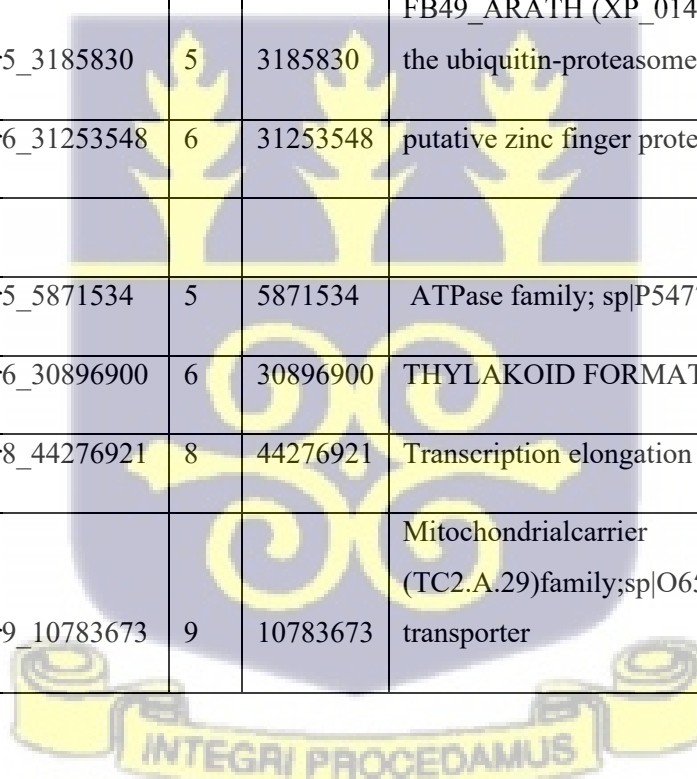 FB49_ARATH (XP_014
r5_3185830 5 3185830 the ubiquitin-proteasome
r6_31253548 6 31253548 putative zinc finger prote
r5_5871534 5 5871534 ATPase family; sp|P547
r6_30896900 6 30896900 THYLAKOID FORMAT
r8_44276921 8 44276921 Transcription elongation
Mitochondrialcarrier
(TC2.A.29)family;sp|O65
r9_10783673 9 10783673 transporter
INTEGRI PROCEDAMUS